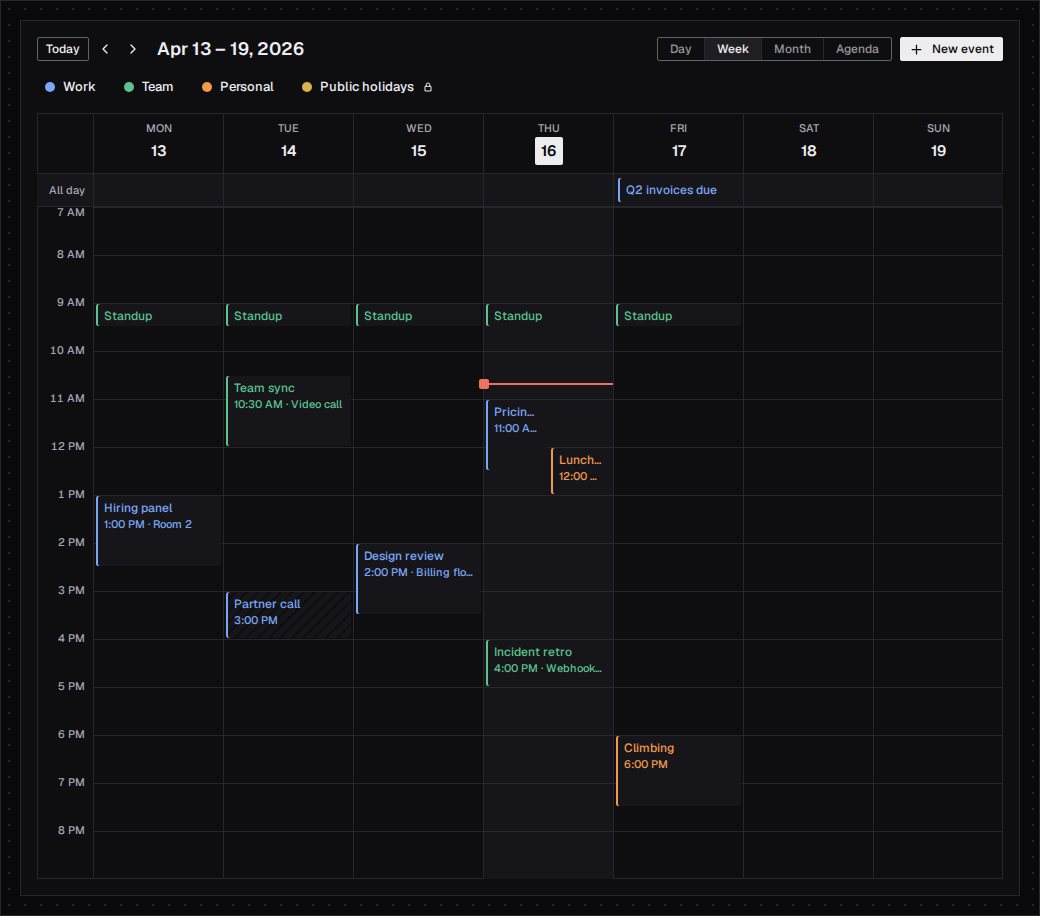 Today
Apr 13 – 19, 2026
Day
Week
Month
Agenda
New event
Work
Team
Personal
Public holidays
MON
13
TUE
14
WED
15
THU
16
FRI
17
SAT
18
SUN
19
All day
Q2 invoices due
7 AM
8 AM
9 AM
Standup
Standup
Standup
Standup
Standup
10 AM
Team sync
10:30 AM · Video call
11 AM
Pricin…
11:00 A…
12 PM
Lunch…
12:00 …
1 PM
Hiring panel
1:00 PM · Room 2
2 PM
Design review
2:00 PM · Billing flo…
3 PM
Partner call
3:00 PM
4 PM
Incident retro
4:00 PM · Webhook…
5 PM
6 PM
Climbing
6:00 PM
7 PM
8 PM